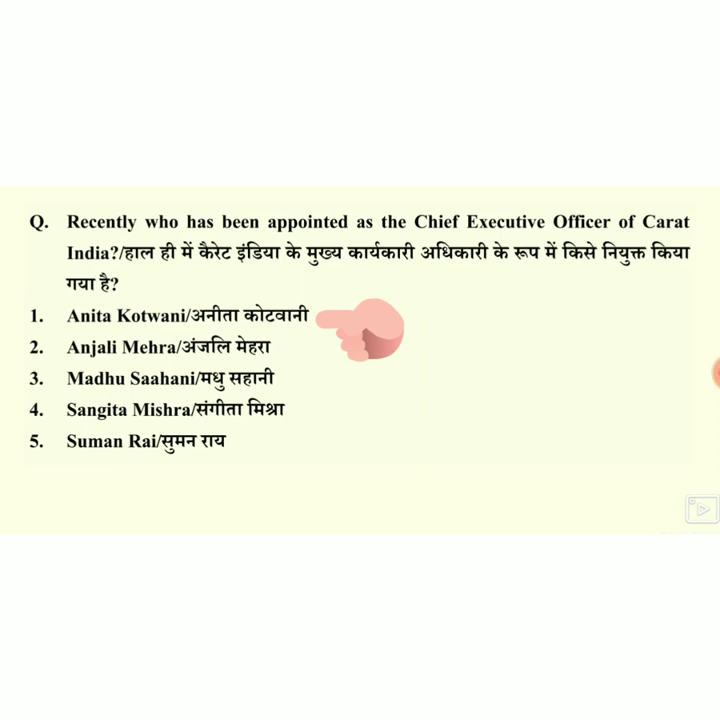 Q. Recently who has been appointed as the Chief Executive Officer of Carat
India?/हाल ही में कैरेट इंडिया के मुख्य कार्यकारी अधिकारी के रूप में किसे नियुक्त किया
गया है?
1. Anita Kotwani/अनीता कोटवानी
2. Anjali Mehra/अंजलि मेहरा
3. Madhu Saahani/मधु सहानी
4. Sangita Mishra/संगीता मिश्रा
5. Suman Rai/सुमन राय